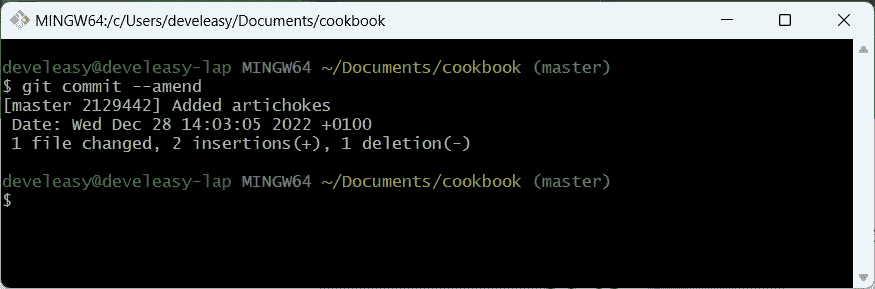 MINGW64:/c/Users/develeasy/Documents/cookbook
develeasy@develeasy-lap MINGW64 ~/Documents/cookbook (master)
$ git commit --amend
[master 2129442] Added artichokes
 Date: Wed Dec 28 14:03:05 2022 +0100
 1 file changed, 2 insertions(+), 1 deletion(-)
develeasy@develeasy-lap MINGW64 ~/Documents/cookbook (master)
$